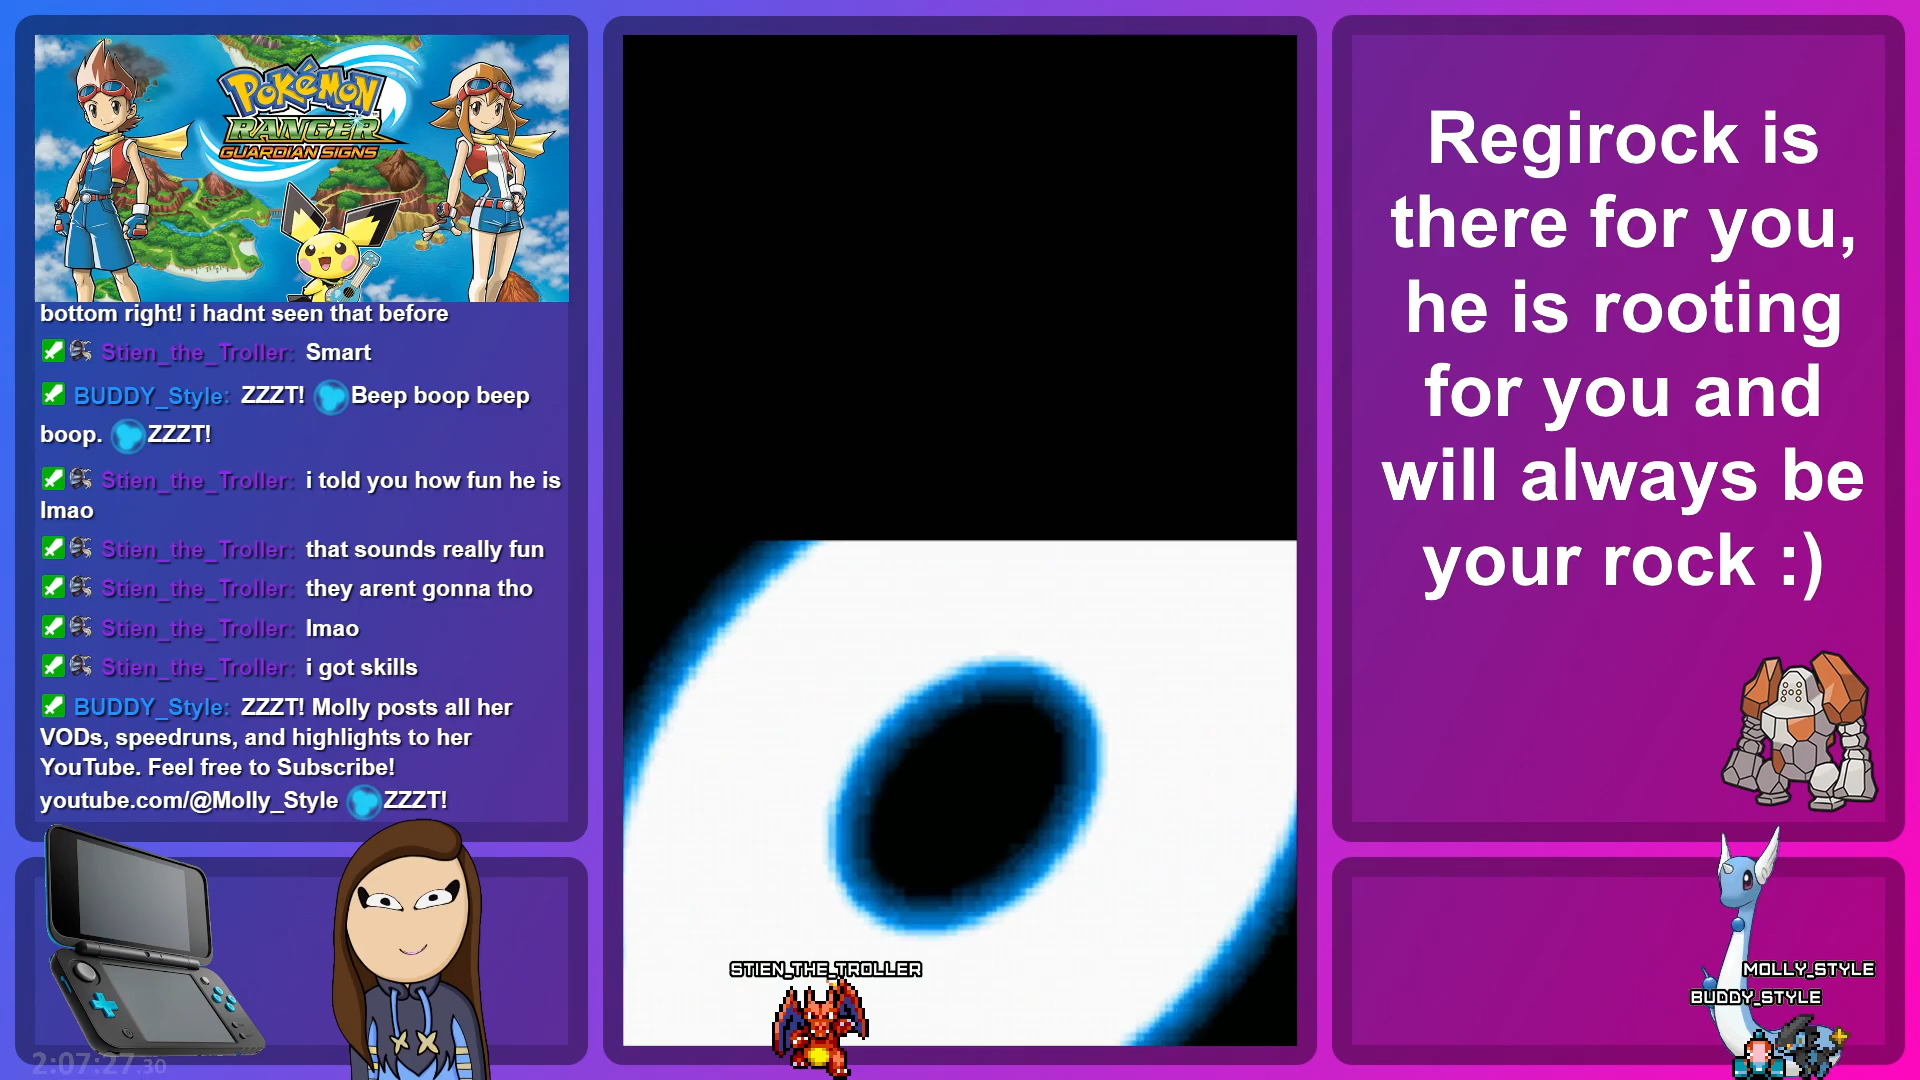 POKéMON
RANGER
GUARDIAN SIGNS
bottom right! i hadnt seen that before
Stien_the_Troller: Smart
BUDDY_Style: ZZZT! Beep boop beep
boop. ZZZT!
Stien_the_Troller: i told you how fun he is
lmao
Stien_the_Troller: that sounds really fun
Stien_the_Troller: they arent gonna tho
Stien_the_Troller: lmao
Stien_the_Troller: i got skills
BUDDY_Style: ZZZT! Molly posts all her
VODs, speedruns, and highlights to her
YouTube. Feel free to Subscribe!
youtube.com/@Molly_Style ZZZT!
2:07:27.30
STIEN_THE_TROLLER
Regirock is
there for you,
he is rooting
for you and
will always be
your rock :)
MOLLY_STYLE
BUDDY_STYLE